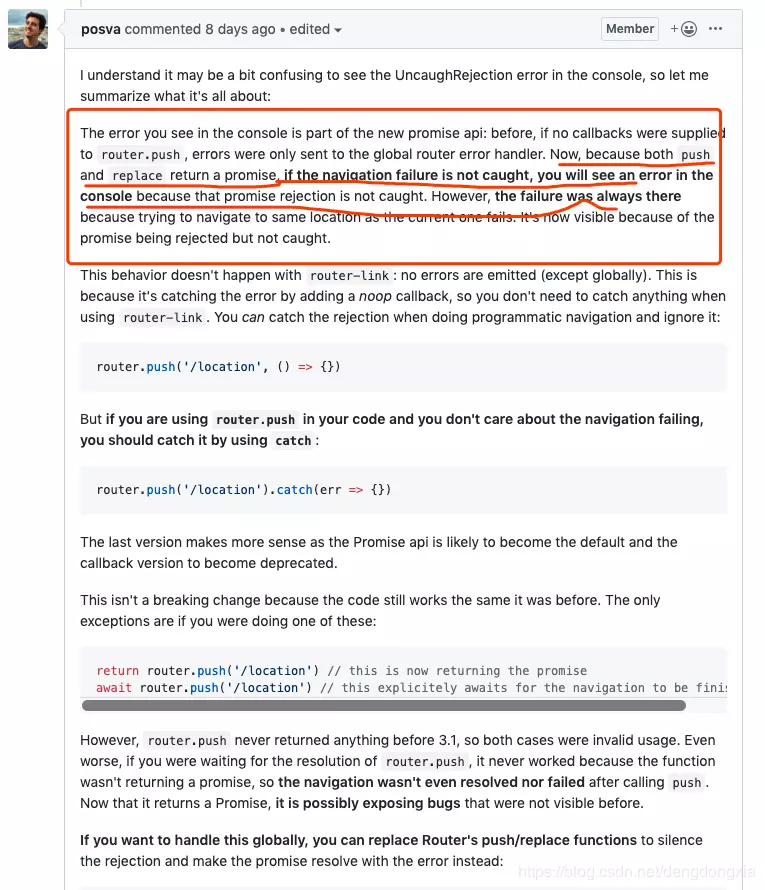 posva commented 8 days ago • edited
Member
I understand it may be a bit confusing to see the UncaughRejection error in the console, so let me
summarize what it's all about:
The error you see in the console is part of the new promise api: before, if no callbacks were supplied
to router.push , errors were only sent to the global router error handler. Now, because both push
and replace return a promise, if the navigation failure is not caught, you will see an error in the
console because that promise rejection is not caught. However, the failure was always there
because trying to navigate to same location as the current one fails. It's now visible because of the
promise being rejected but not caught.
This behavior doesn't happen with router-link : no errors are emitted (except globally). This is
because it's catching the error by adding a noop callback, so you don't need to catch anything when
using router-link . You can catch the rejection when doing programmatic navigation and ignore it:
router.push('/location', () => {})
But if you are using router.push in your code and you don't care about the navigation failing,
you should catch it by using catch :
router.push('/location').catch(err => {})
The last version makes more sense as the Promise api is likely to become the default and the
callback version to become deprecated.
This isn't a breaking change because the code still works the same it was before. The only
exceptions are if you were doing one of these:
return router.push('/location') // this is now returning the promise
await router.push('/location') // this explicitely awaits for the navigation to be finis
However, router.push never returned anything before 3.1, so both cases were invalid usage. Even
worse, if you were waiting for the resolution of router.push , it never worked because the function
wasn't returning a promise, so the navigation wasn't even resolved nor failed after calling push .
Now that it returns a Promise, it is possibly exposing bugs that were not visible before.
If you want to handle this globally, you can replace Router's push/replace functions to silence
the rejection and make the promise resolve with the error instead:
https://blog.csdn.net/dengdongxia